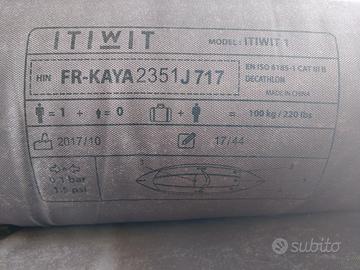 ITIWIT
MODEL: ITIWIT 1
HIN FR-KAYA2351J717
EN ISO 6185-1 CAT III B
DECATHLON
MADE IN CHINA
= 1 + = 0 + = 100 kg / 220 lbs
2017/10 17/44
0,1 bar
1.5 psi
subito